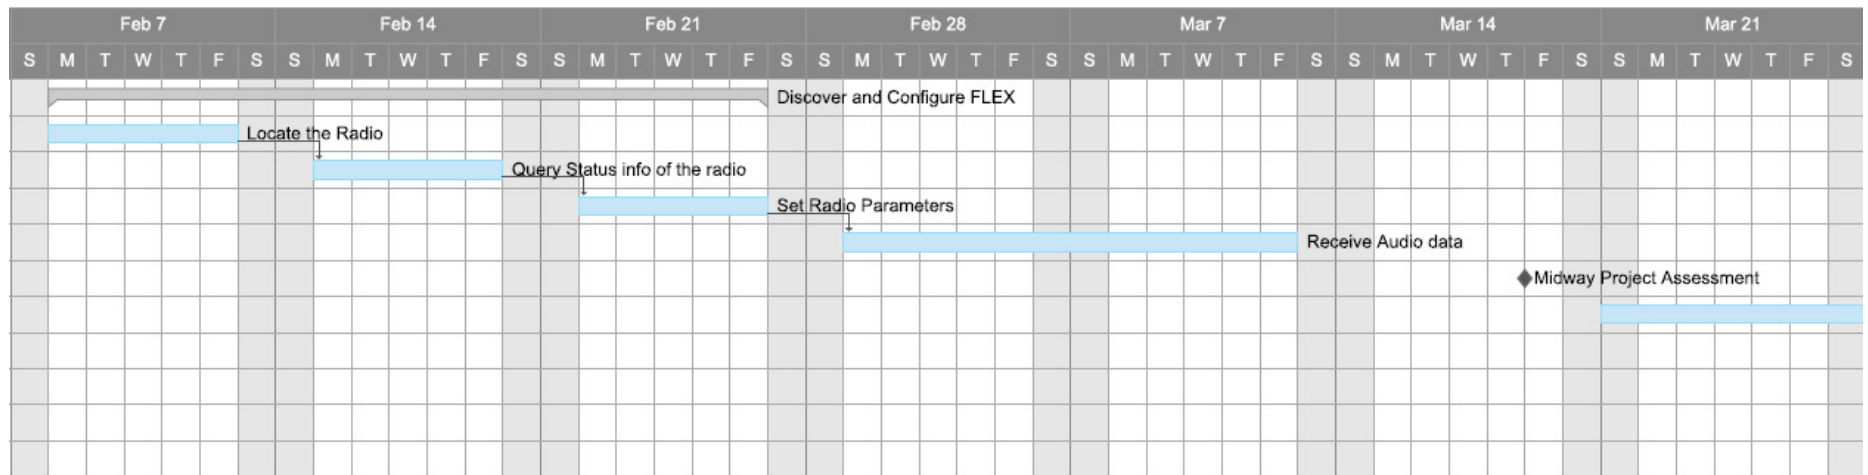 Feb 7 Feb 14 Feb 21 Feb 28 Mar 7 Mar 14 Mar 21
S M T W T F S S M T W T F S S M T W T F S S M T W T F S S M T W T F S S M T W T F S S M T W T F S
Discover and Configure FLEX
Locate the Radio
Query Status info of the radio
Set Radio Parameters
Receive Audio data
Midway Project Assessment